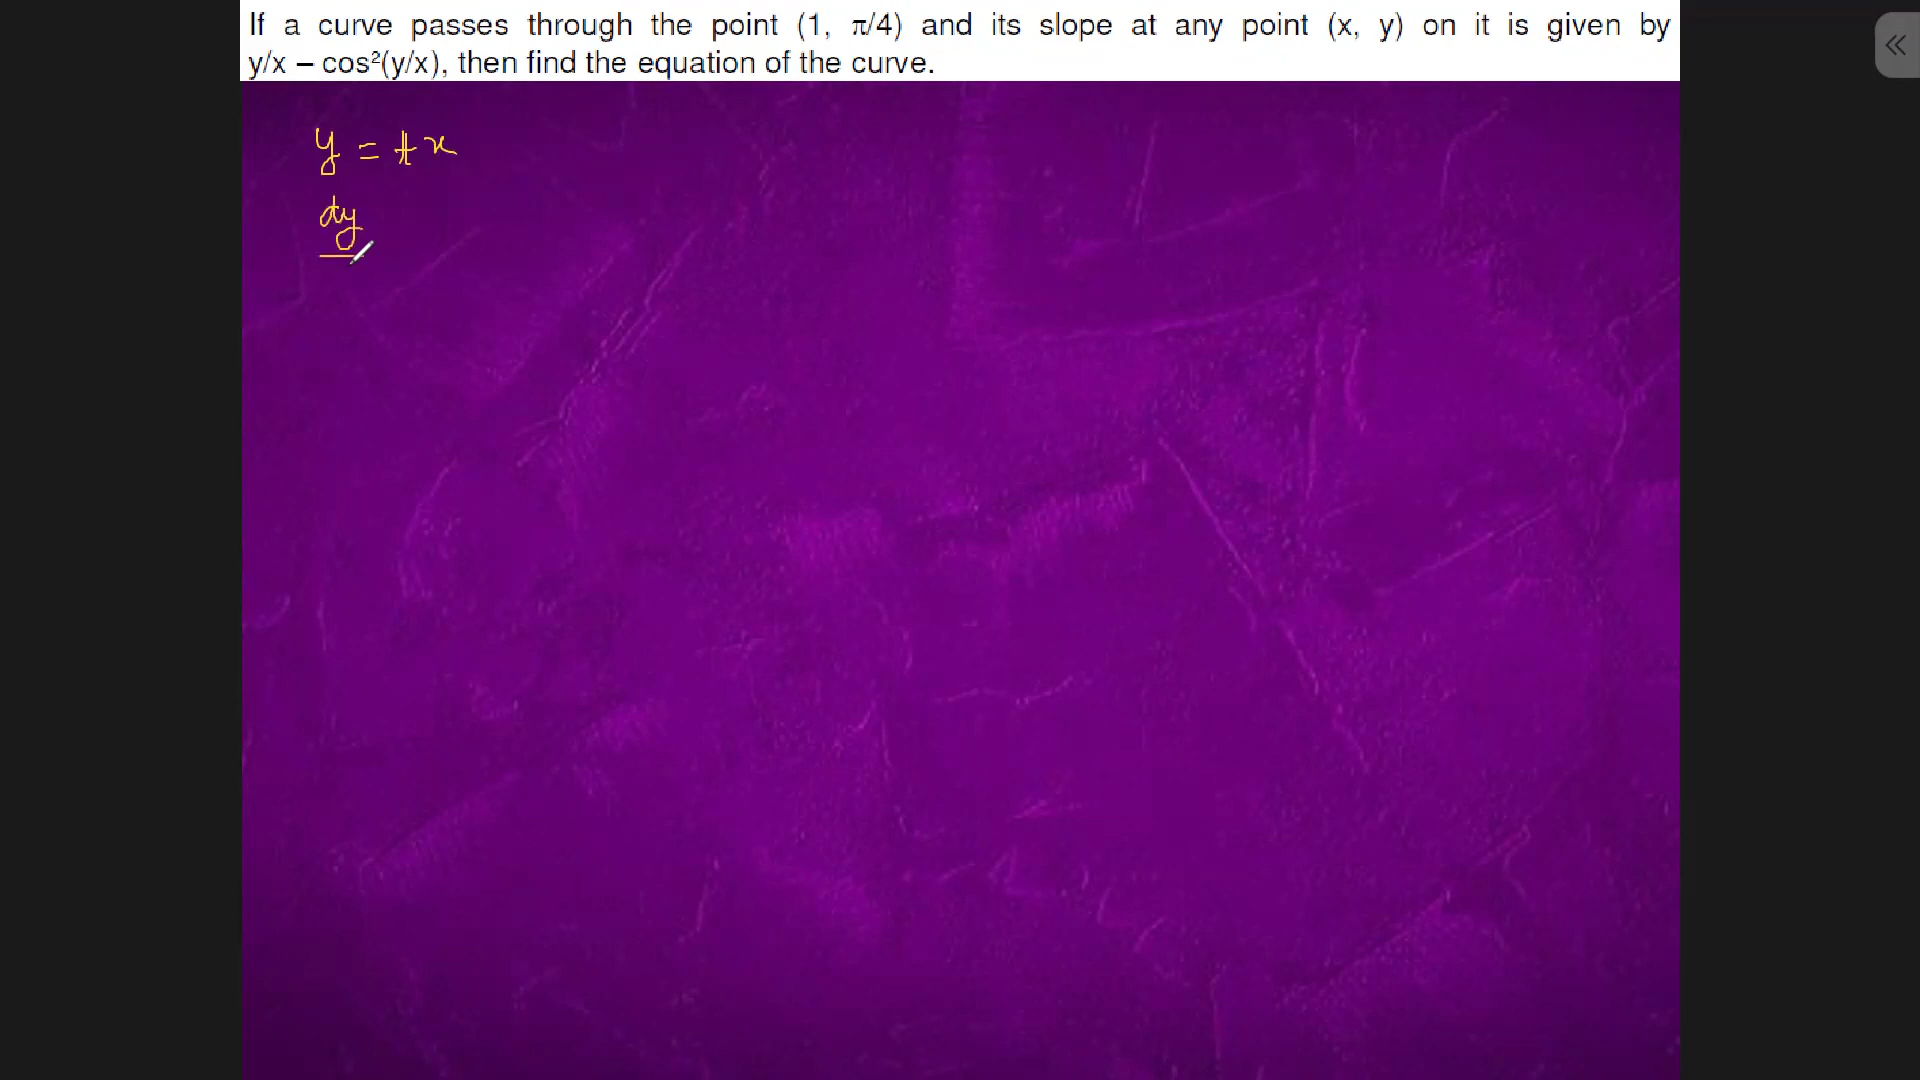 If a curve passes through the point (1, π/4) and its slope at any point (x, y) on it is given by
y/x – cos²(y/x), then find the equation of the curve.
y = tx
dy